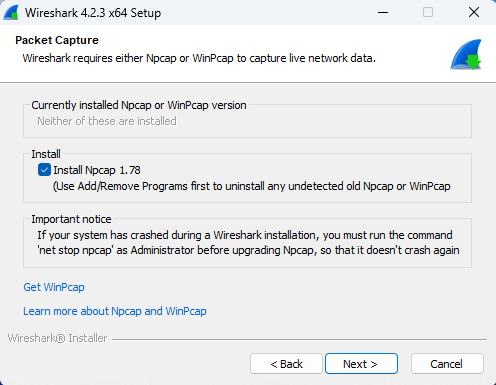 Wireshark 4.2.3 x64 Setup
Packet Capture
Wireshark requires either Npcap or WinPcap to capture live network data.
Currently installed Npcap or WinPcap version
Neither of these are installed
Install
Install Npcap 1.78
(Use Add/Remove Programs first to uninstall any undetected old Npcap or WinPcap
Important notice
If your system has crashed during a Wireshark installation, you must run the command
'net stop npcap' as Administrator before upgrading Npcap, so that it doesn't crash again
Get WinPcap
Learn more about Npcap and WinPcap
Wireshark® Installer
< Back
Next >
Cancel